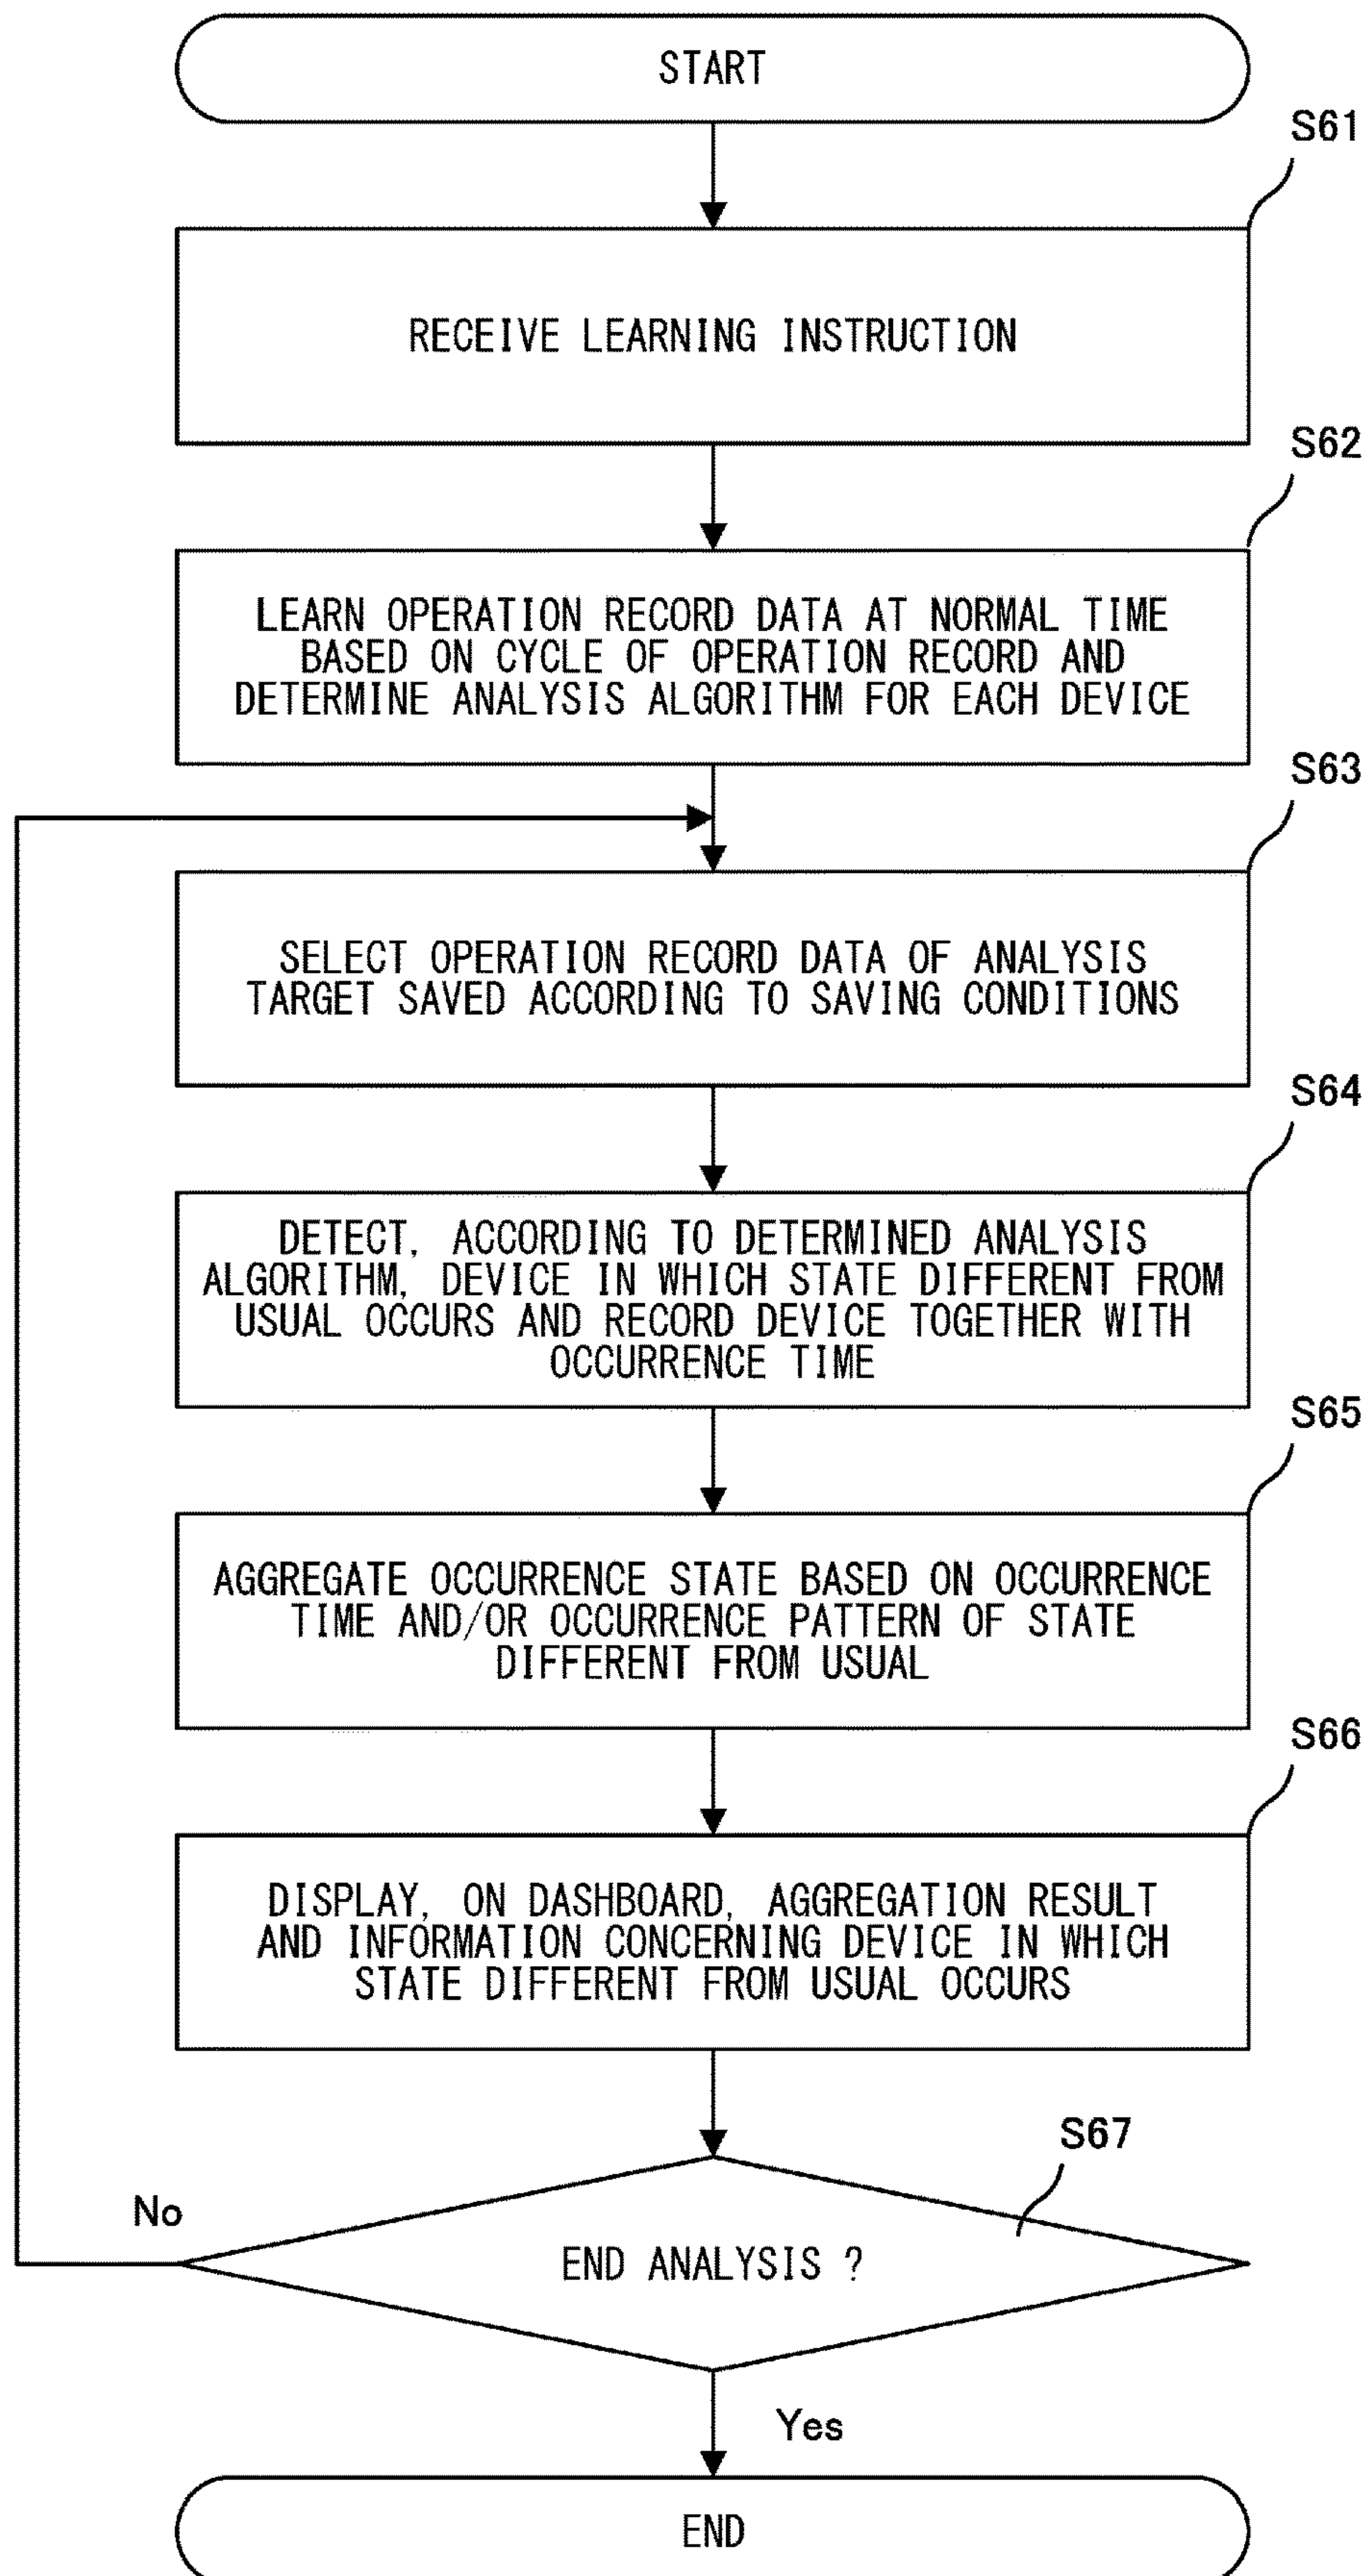 START
S61
RECEIVE LEARNING INSTRUCTION
S62
LEARN OPERATION RECORD DATA AT NORMAL TIME
BASED ON CYCLE OF OPERATION RECORD AND
DETERMINE ANALYSIS ALGORITHM FOR EACH DEVICE
S63
SELECT OPERATION RECORD DATA OF ANALYSIS
TARGET SAVED ACCORDING TO SAVING CONDITIONS
S64
DETECT, ACCORDING TO DETERMINED ANALYSIS
ALGORITHM, DEVICE IN WHICH STATE DIFFERENT FROM
USUAL OCCURS AND RECORD DEVICE TOGETHER WITH
OCCURRENCE TIME
S65
AGGREGATE OCCURRENCE STATE BASED ON OCCURRENCE
TIME AND/OR OCCURRENCE PATTERN OF STATE
DIFFERENT FROM USUAL
S66
DISPLAY, ON DASHBOARD, AGGREGATION RESULT
AND INFORMATION CONCERNING DEVICE IN WHICH
STATE DIFFERENT FROM USUAL OCCURS
S67
No
END ANALYSIS ?
Yes
END